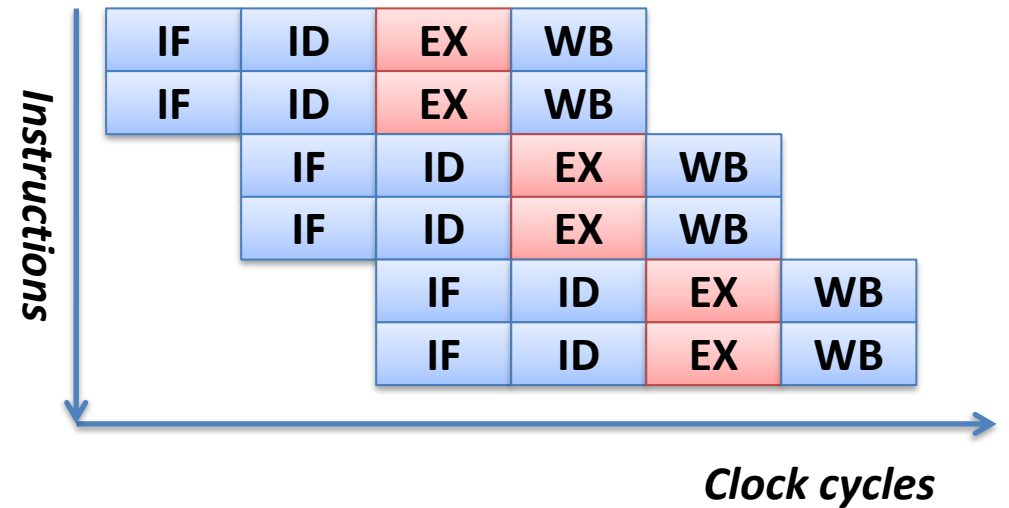 IF ID EX WB
IF ID EX WB
IF ID EX WB
IF ID EX WB
IF ID EX WB
IF ID EX WB
Instructions
Clock cycles